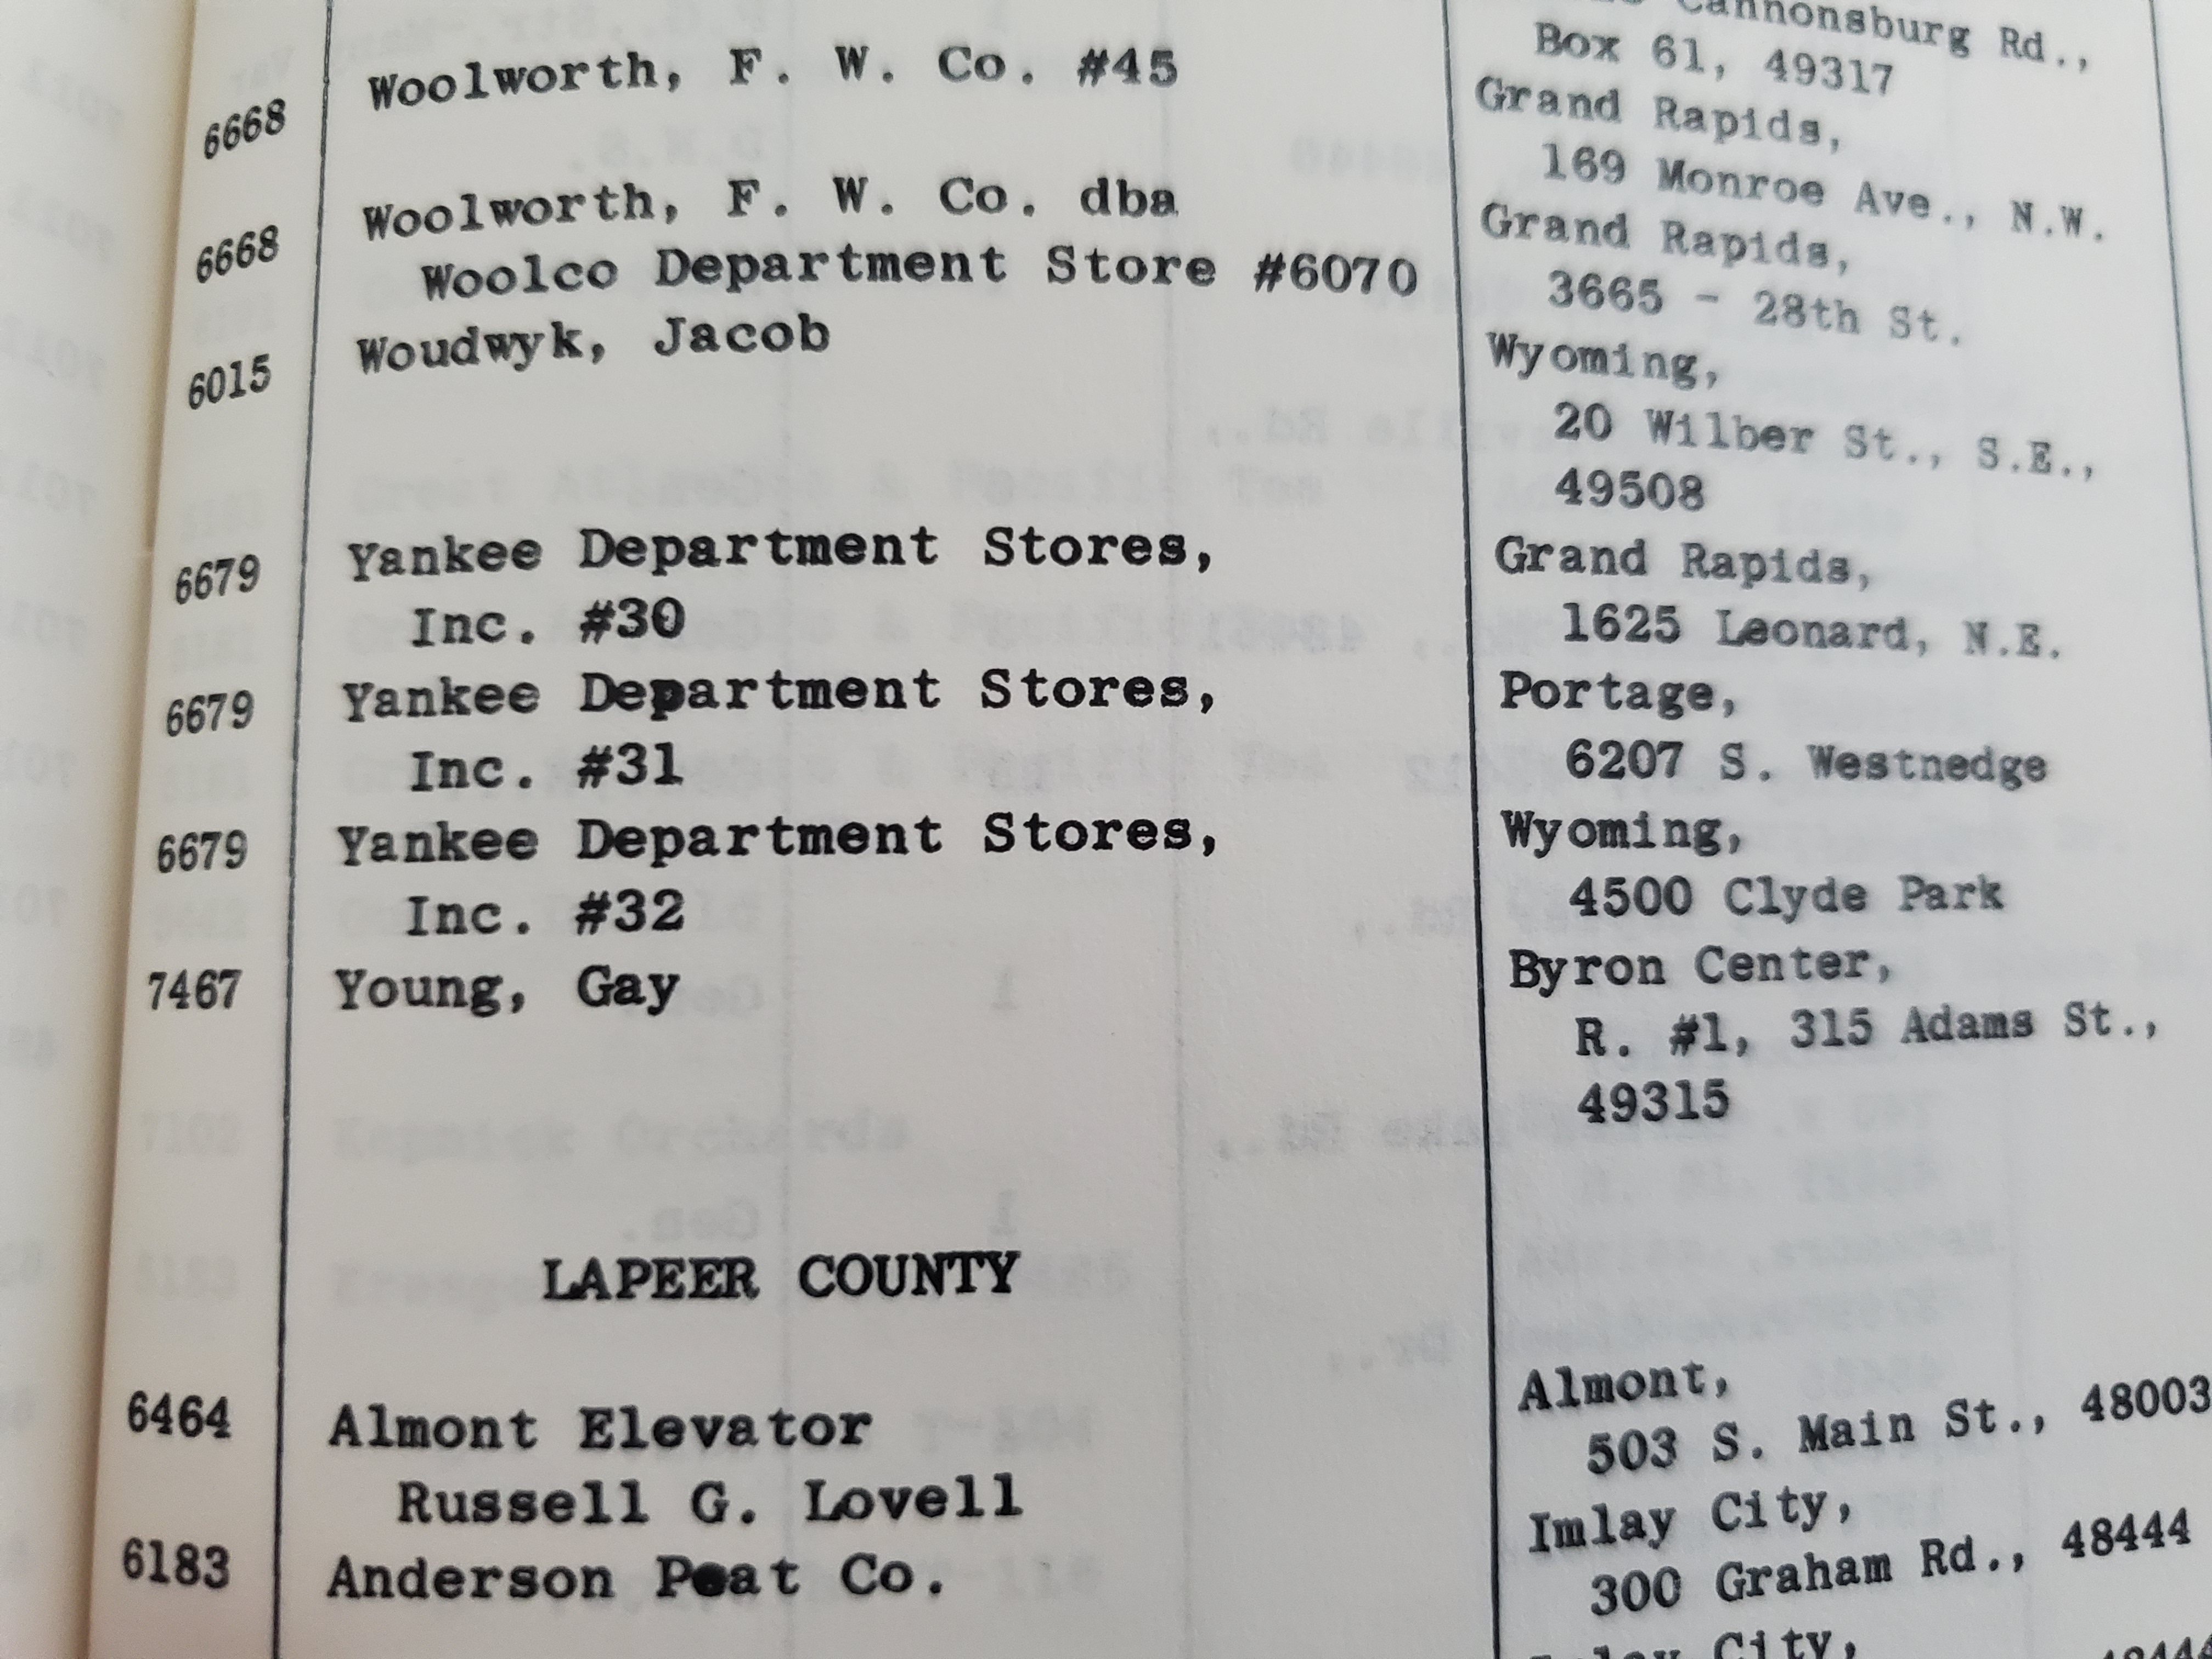 Cannonsburg Rd.,
Box 61, 49317
6668 Woolworth, F. W. Co. #45 Grand Rapids,
169 Monroe Ave., N.W.
6668 Woolworth, F. W. Co. dba Grand Rapids,
Woolco Department Store #6070 3665 - 28th St.
6015 Woudwyk, Jacob Wyoming,
20 Wilber St., S.E.,
49508
6679 Yankee Department Stores, Grand Rapids,
Inc. #30 1625 Leonard, N.E.
6679 Yankee Department Stores, Portage,
Inc. #31 6207 S. Westnedge
6679 Yankee Department Stores, Wyoming,
Inc. #32 4500 Clyde Park
7467 Young, Gay Byron Center,
R. #1, 315 Adams St.,
49315
LAPEER COUNTY
6464 Almont Elevator Almont,
Russell G. Lovell 503 S. Main St., 48003
6183 Anderson Peat Co. Imlay City,
300 Graham Rd., 48444
Imlay City,